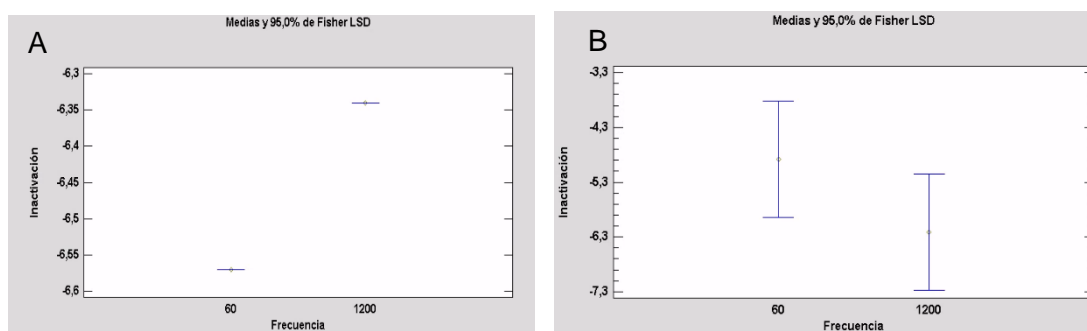 A
Medias y 95,0% de Fisher LSD
Inactivación
-6,3
-6,35
-6,4
-6,45
-6,5
-6,55
-6,6
60
1200
Frecuencia
B
Medias y 95,0% de Fisher LSD
Inactivación
-3,3
-4,3
-5,3
-6,3
-7,3
60
1200
Frecuencia